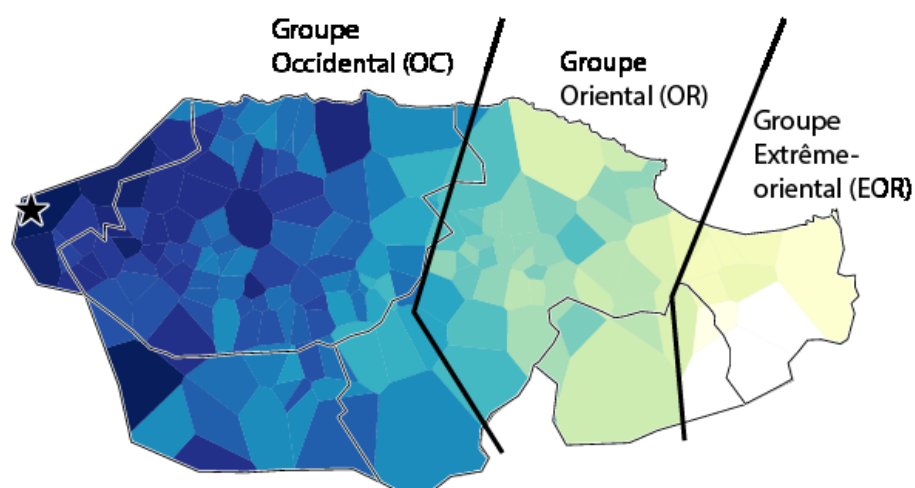 Groupe
Occidental (OC)
Groupe
Oriental (OR)
Groupe
Extrême-
oriental (EOR)